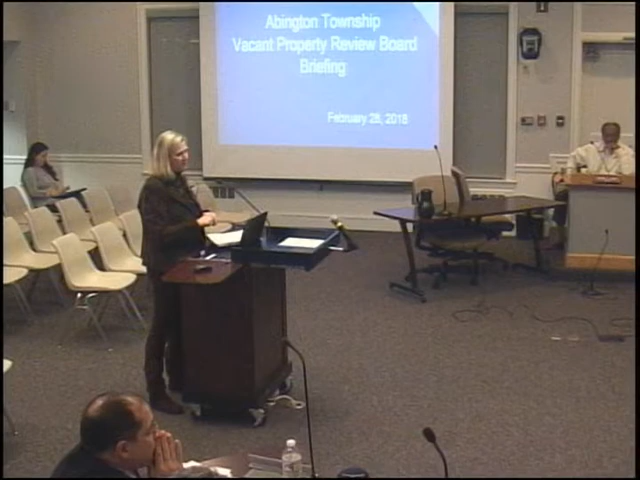 Abington Township
Vacant Property Review Board
Briefing
February 28, 2018